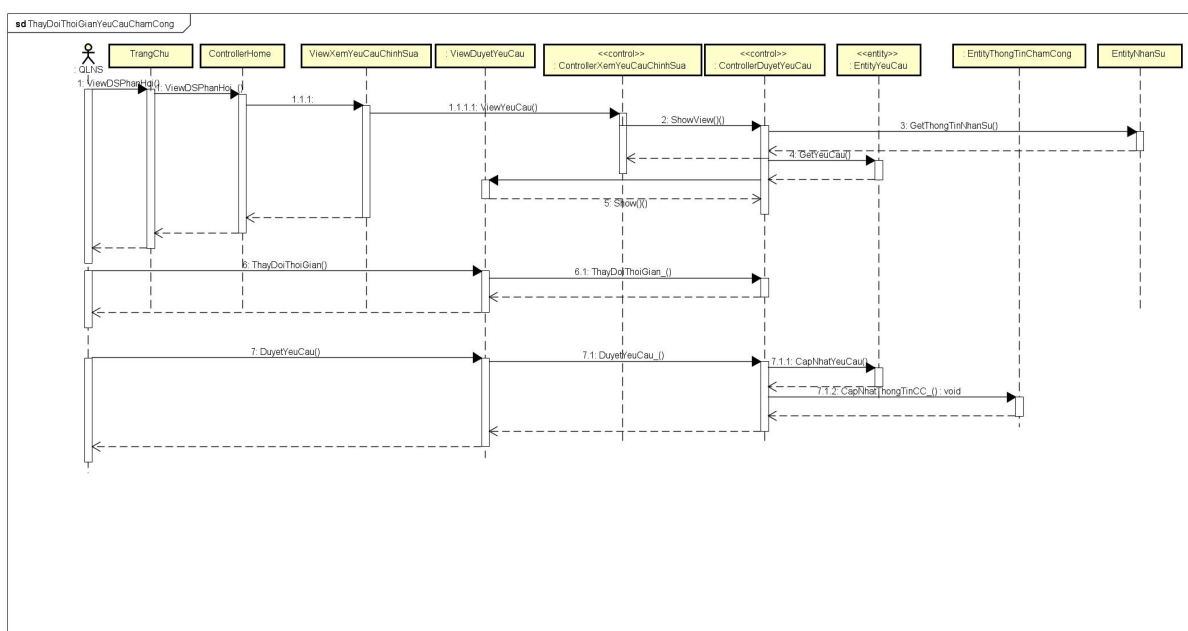 sd ThayDoiThoiGianYeuCauChamCong
: QLNS
TrangChu
ControllerHome
ViewXemYeuCauChinhSua
: ViewDuyetYeuCau
<<control>>
: ControllerXemYeuCauChinhSua
<<control>>
: ControllerDuyetYeuCau
<<entity>>
: EntityYeuCau
: EntityThongTinChamCong
EntityNhanSu
1: ViewDSPhanHoi()
1.1: ViewDSPhanHoi_()
1.1.1:
1.1.1.1: ViewYeuCau()
2: ShowView()()
3: GetThongTinNhanSu()
4: GetYeuCau()
5: Show()()
6: ThayDoiThoiGian()
6.1: ThayDoiThoiGian_()
7: DuyetYeuCau()
7.1: DuyetYeuCau_()
7.1.1: CapNhatYeuCau()
7.1.2: CapNhatThongTinCC_() : void